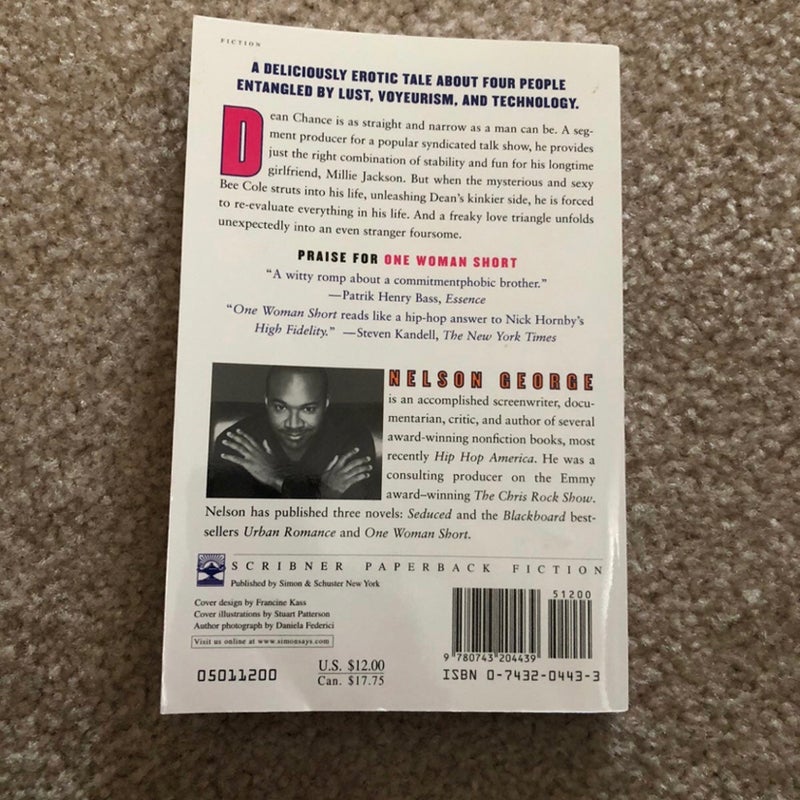 FICTION
A DELICIOUSLY EROTIC TALE ABOUT FOUR PEOPLE
ENTANGLED BY LUST, VOYEURISM, AND TECHNOLOGY.
Dean Chance is as straight and narrow as a man can be. A seg-
ment producer for a popular syndicated talk show, he provides
just the right combination of stability and fun for his longtime
girlfriend, Millie Jackson. But when the mysterious and sexy
Bee Cole struts into his life, unleashing Dean's kinkier side, he is forced
to re-evaluate everything in his life. And a freaky love triangle unfolds
unexpectedly into an even stranger foursome.
PRAISE FOR ONE WOMAN SHORT
"A witty romp about a commitmentphobic brother."
—Patrik Henry Bass, Essence
"One Woman Short reads like a hip-hop answer to Nick Hornby's
High Fidelity." —Steven Kandell, The New York Times
NELSON GEORGE
is an accomplished screenwriter, docu-
mentarian, critic, and author of several
award-winning nonfiction books, most
recently Hip Hop America. He was a
consulting producer on the Emmy
award–winning The Chris Rock Show.
Nelson has published three novels: Seduced and the Blackboard best-
sellers Urban Romance and One Woman Short.
SCRIBNER PAPERBACK FICTION
Published by Simon & Schuster New York
Cover design by Francine Kass
Cover illustrations by Stuart Patterson
Author photograph by Daniela Federici
Visit us online at www.simonsays.com
05011200
U.S. $12.00
Can. $17.75
51200
9 780743 204439
ISBN 0-7432-0443-3